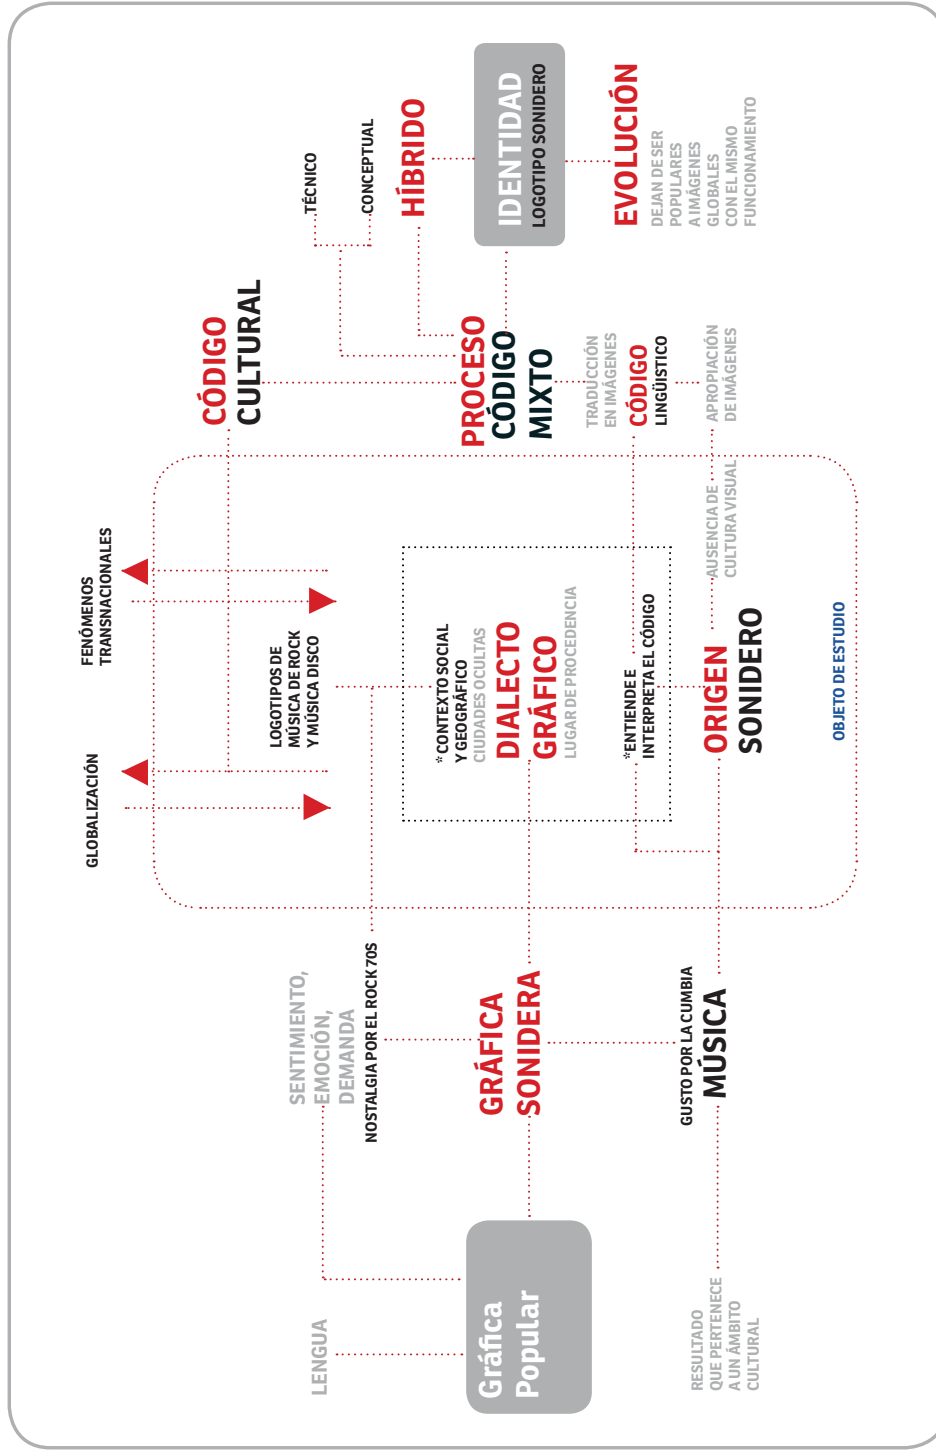 LENGUA
Gráfica
Popular
SENTIMIENTO,
EMOCIÓN,
DEMANDA
NOSTALGIA POR EL ROCK 70S
GRÁFICA
SONIDERA
GUSTO POR LA CUMBIA
MÚSICA
RESULTADO
QUE PERTENECE
A UN ÁMBITO
CULTURAL
GLOBALIZACIÓN
FENÓMENOS
TRANSNACIONALES
LOGOTIPOS DE
MÚSICA DE ROCK
Y MÚSICA DISCO
*CONTEXTO SOCIAL
Y GEOGRÁFICO
CIUDADES OCULTAS
DIALECTO
GRÁFICO
LUGAR DE PROCEDENCIA
*ENTIENDE E
INTERPRETA EL CÓDIGO
ORIGEN
SONIDERO
AUSENCIA DE
CULTURA VISUAL
OBJETO DE ESTUDIO
CÓDIGO
CULTURAL
PROCESO
CÓDIGO
MIXTO
TRADUCCIÓN
EN IMÁGENES
CÓDIGO
LINGÜISTICO
APROPIACIÓN
DE IMÁGENES
TÉCNICO
CONCEPTUAL
HÍBRIDO
IDENTIDAD
LOGOTIPO SONIDERO
EVOLUCIÓN
DEJAN DE SER
POPULARES
A IMÁGENES
GLOBALES
CON EL MISMO
FUNCIONAMIENTO